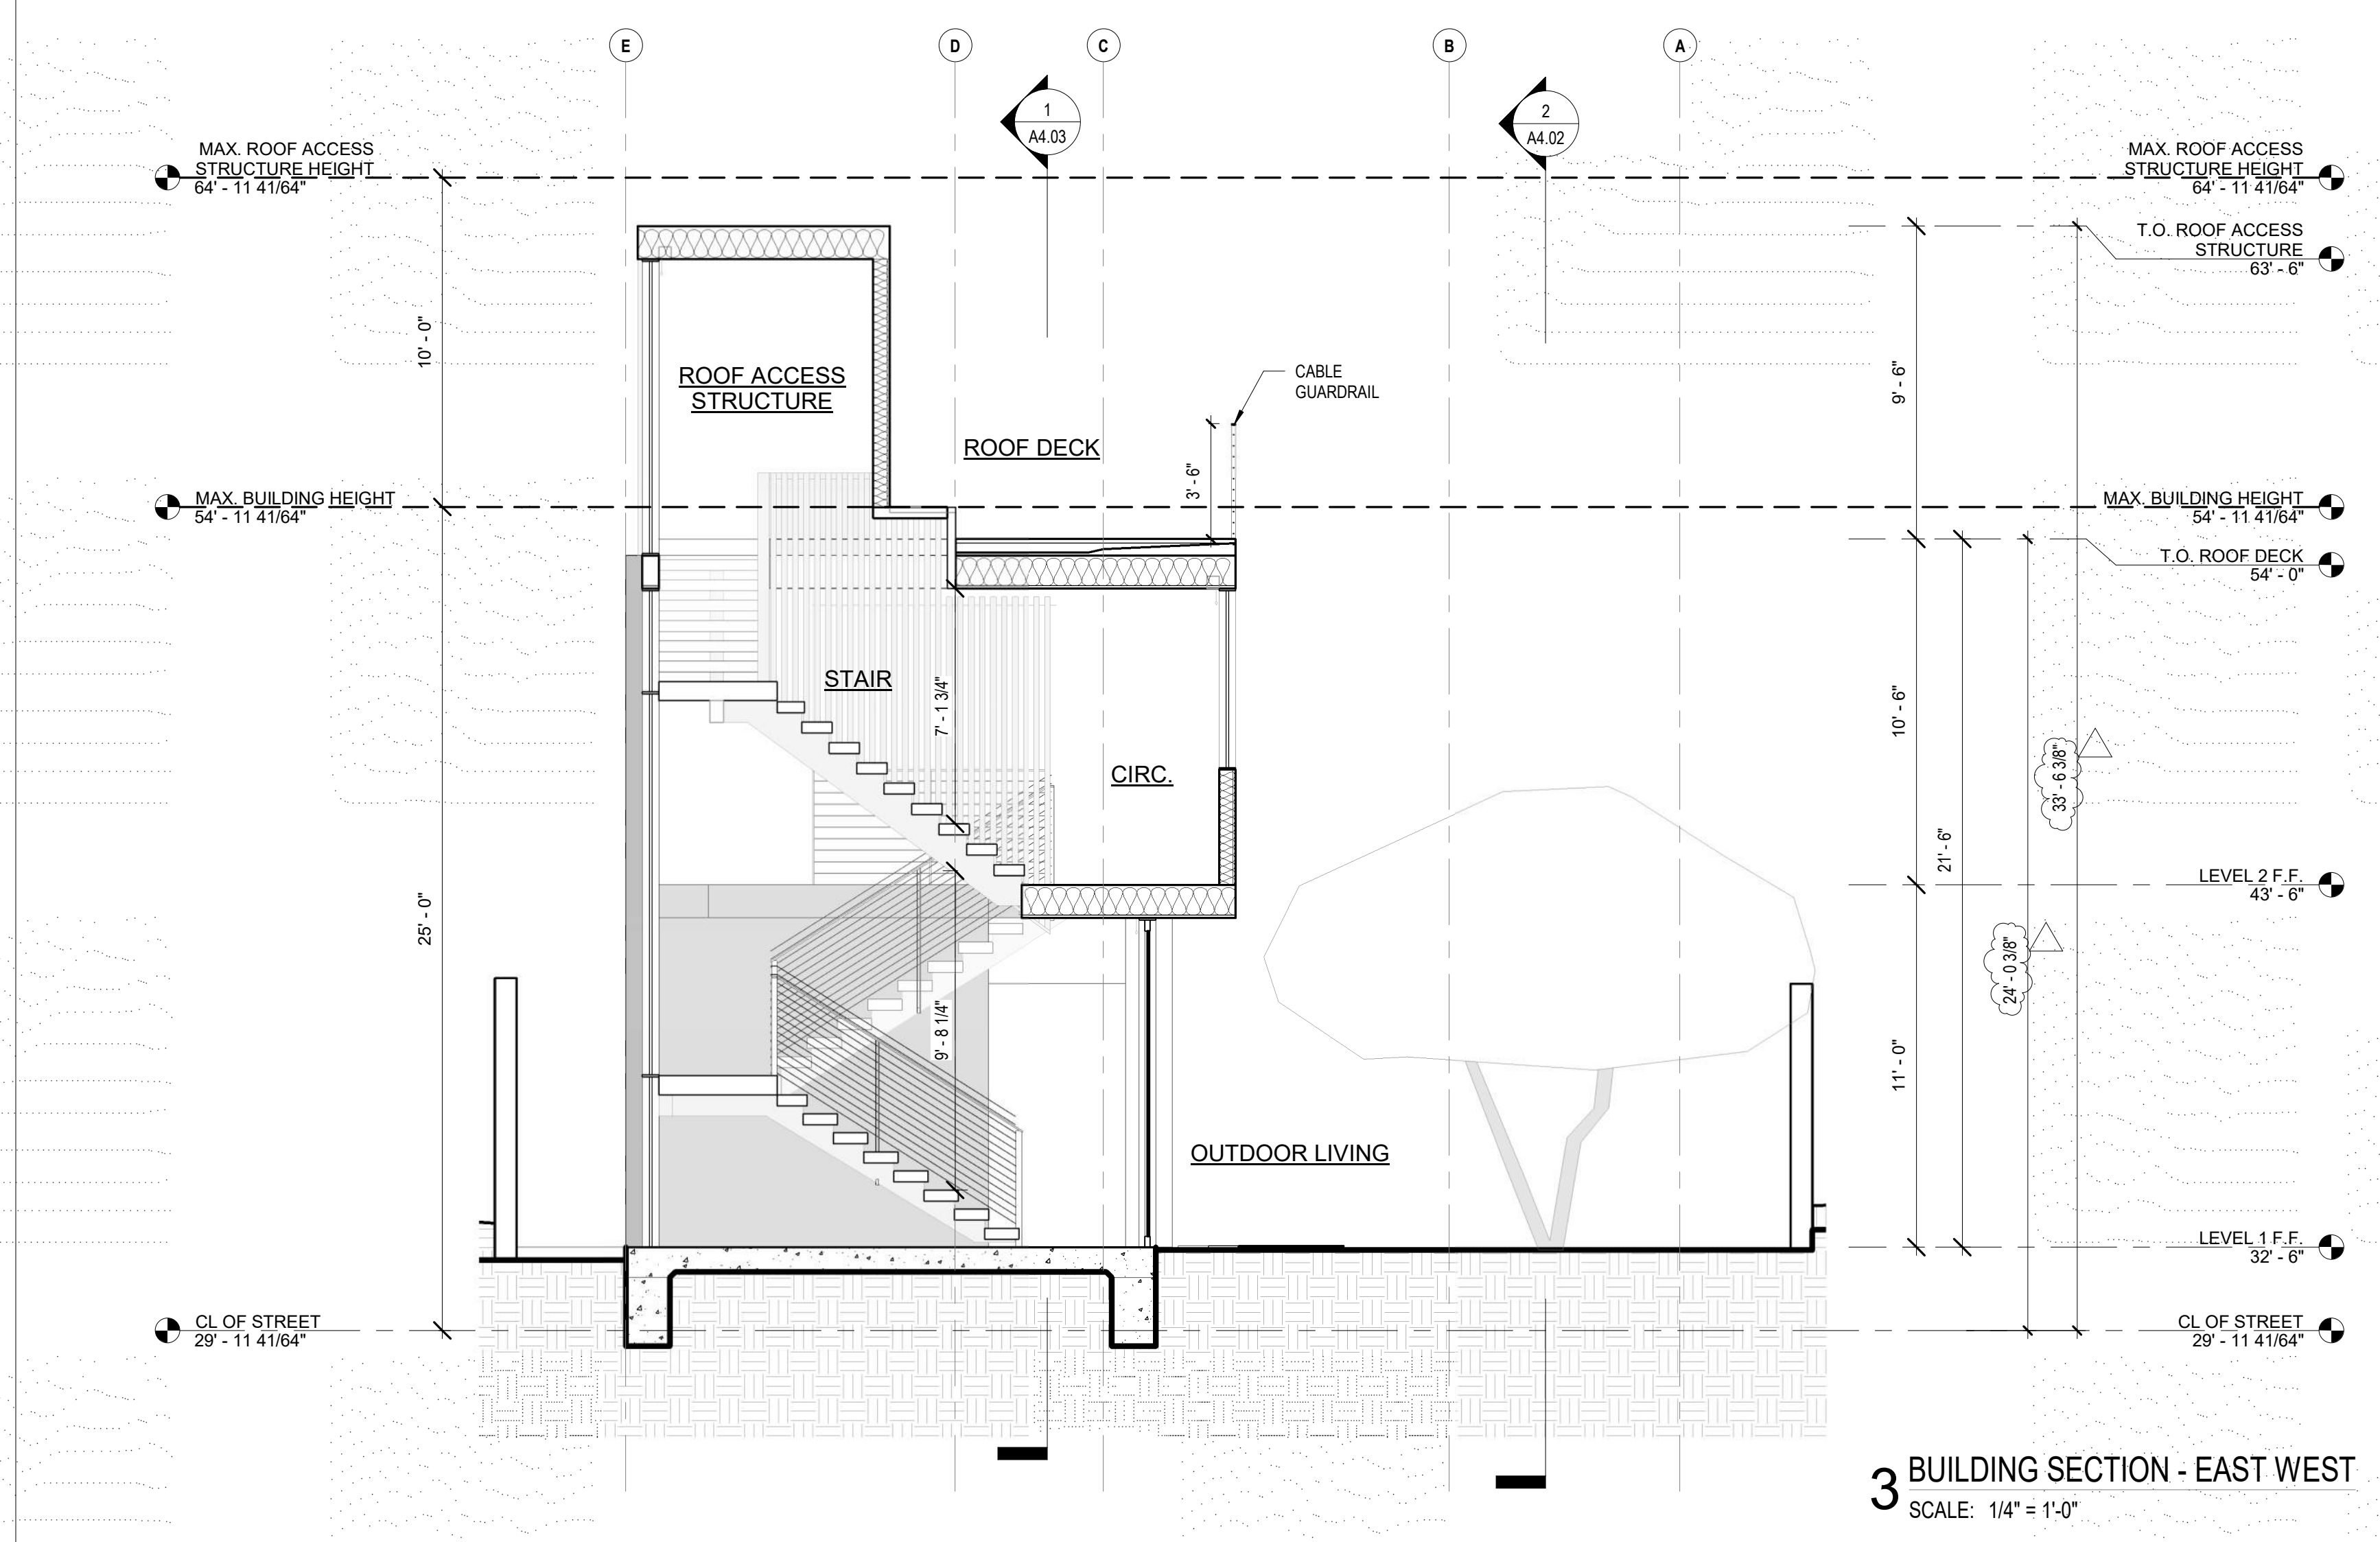 E
D
C
B
A
1
A4.03
2
A4.02
MAX. ROOF ACCESS
STRUCTURE HEIGHT
64' - 11 41/64"
MAX. ROOF ACCESS
STRUCTURE HEIGHT
64' - 11 41/64"
T.O. ROOF ACCESS
STRUCTURE
63' - 6"
10' - 0"
9' - 6"
ROOF ACCESS
STRUCTURE
CABLE
GUARDRAIL
ROOF DECK
3' - 6"
MAX. BUILDING HEIGHT
54' - 11 41/64"
MAX. BUILDING HEIGHT
54' - 11 41/64"
T.O. ROOF DECK
54' - 0"
STAIR
7' - 1 3/4"
CIRC.
10' - 6"
33' - 6 3/8"
21' - 6"
25' - 0"
LEVEL 2 F.F.
43' - 6"
24' - 0 3/8"
9' - 8 1/4"
11' - 0"
OUTDOOR LIVING
LEVEL 1 F.F.
32' - 6"
CL OF STREET
29' - 11 41/64"
CL OF STREET
29' - 11 41/64"
3
BUILDING SECTION - EAST WEST
SCALE: 1/4" = 1'-0"